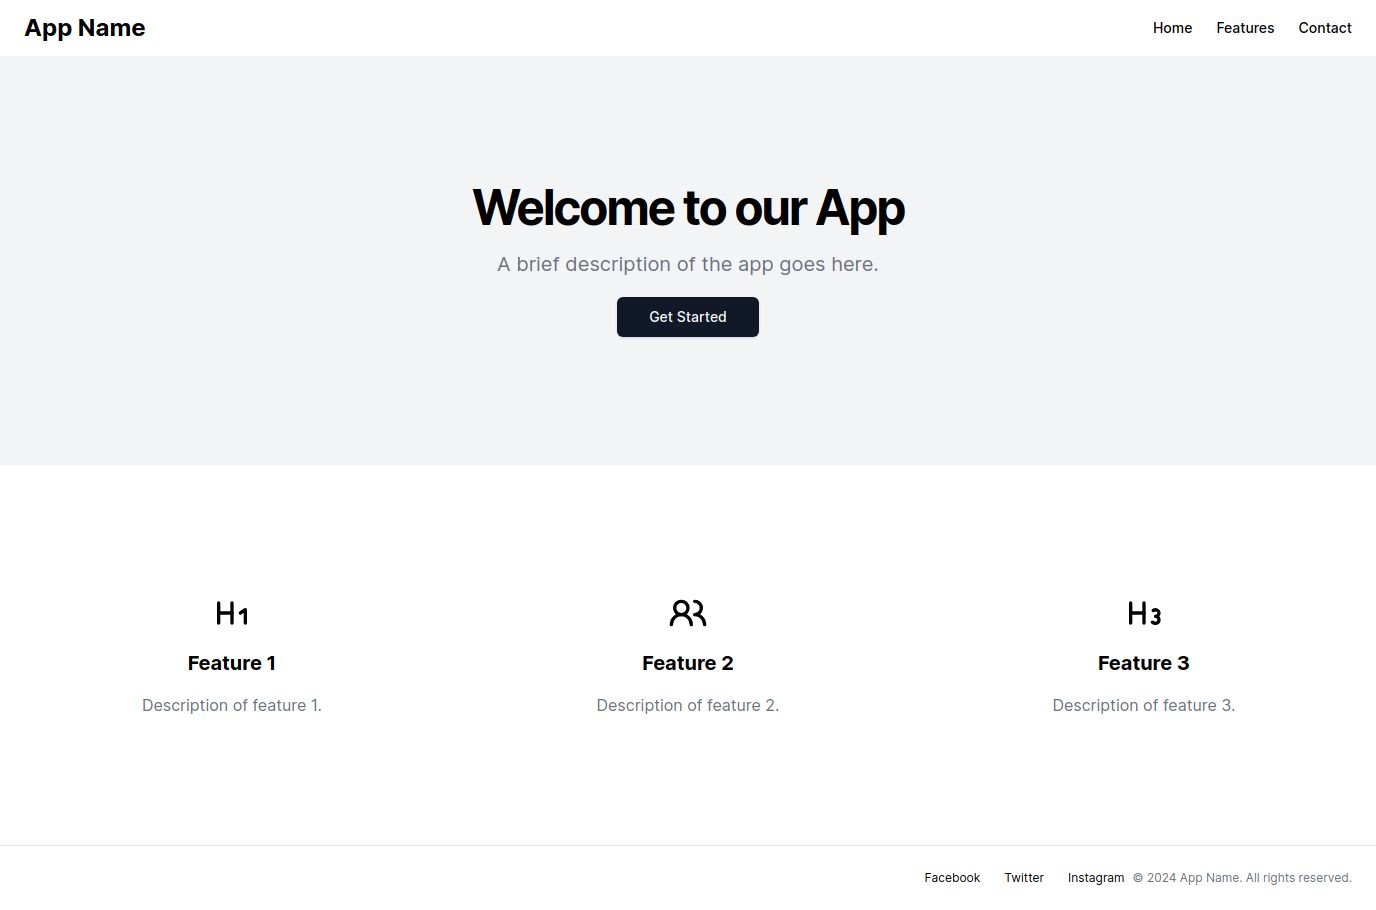 App Name
Home Features Contact
Welcome to our App
A brief description of the app goes here.
Get Started
H1
H3
Feature 1
Feature 2
Feature 3
Description of feature 1.
Description of feature 2.
Description of feature 3.
Facebook Twitter Instagram © 2024 App Name. All rights reserved.